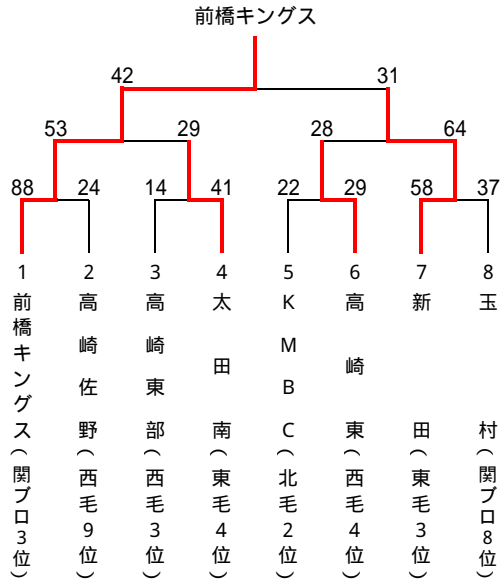 前橋キングス
42 31
53 29 28 64
88 24 14 41 22 29 58 37
1 2 3 4 5 6 7 8
前橋キングス(関ブロ3位)
高崎佐野(西毛9位)
高崎東部(西毛3位)
太田南(東毛4位)
KMBC(北毛2位)
高崎東(西毛4位)
新田(東毛3位)
玉村(関ブロ8位)